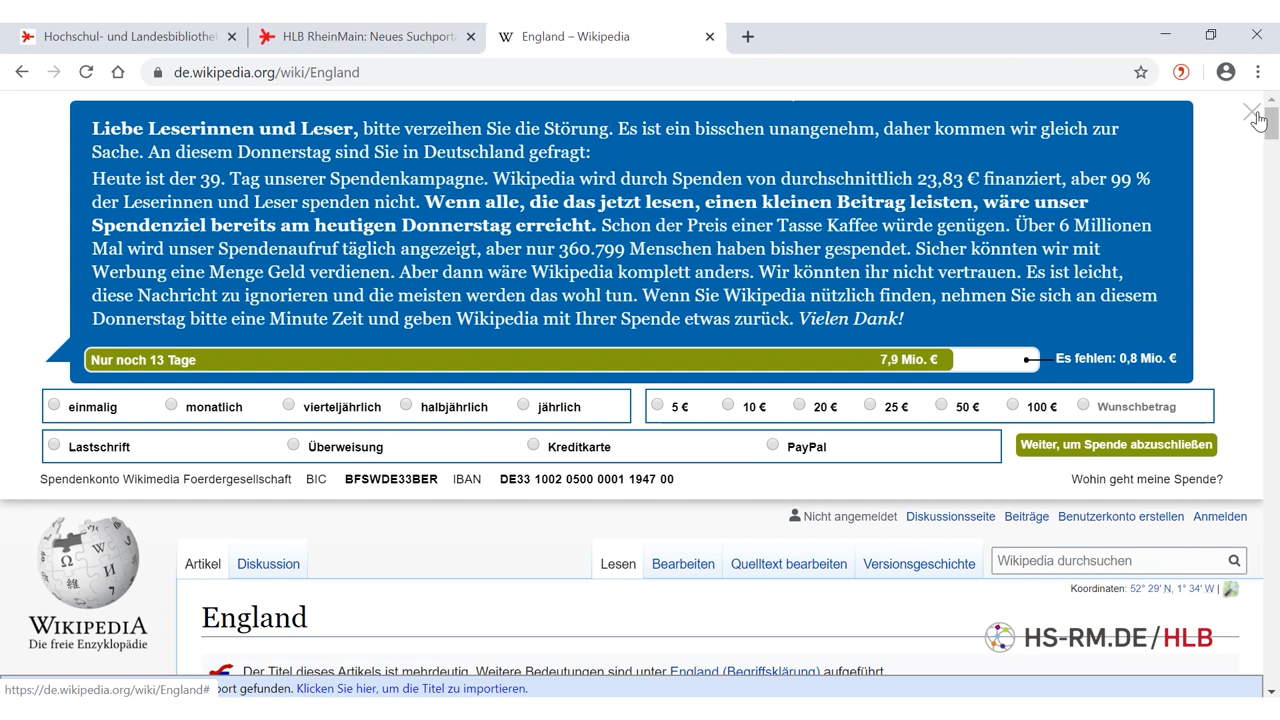 Hochschul- und Landesbibliothe
HLB RheinMain: Neues Suchport
England – Wikipedia
de.wikipedia.org/wiki/England
Liebe Leserinnen und Leser, bitte verzeihen Sie die Störung. Es ist ein bisschen unangenehm, daher kommen wir gleich zur
Sache. An diesem Donnerstag sind Sie in Deutschland gefragt:
Heute ist der 39. Tag unserer Spendenkampagne. Wikipedia wird durch Spenden von durchschnittlich 23,83 € finanziert, aber 99 %
der Leserinnen und Leser spenden nicht. Wenn alle, die das jetzt lesen, einen kleinen Beitrag leisten, wäre unser
Spendenziel bereits am heutigen Donnerstag erreicht. Schon der Preis einer Tasse Kaffee würde genügen. Über 6 Millionen
Mal wird unser Spendenaufruf täglich angezeigt, aber nur 360.799 Menschen haben bisher gespendet. Sicher könnten wir mit
Werbung eine Menge Geld verdienen. Aber dann wäre Wikipedia komplett anders. Wir könnten ihr nicht vertrauen. Es ist leicht,
diese Nachricht zu ignorieren und die meisten werden das wohl tun. Wenn Sie Wikipedia nützlich finden, nehmen Sie sich an diesem
Donnerstag bitte eine Minute Zeit und geben Wikipedia mit Ihrer Spende etwas zurück. Vielen Dank!
Nur noch 13 Tage 7,9 Mio. € Es fehlen: 0,8 Mio. €
einmalig monatlich vierteljährlich halbjährlich jährlich 5 € 10 € 20 € 25 € 50 € 100 € Wunschbetrag
Lastschrift Überweisung Kreditkarte PayPal Weiter, um Spende abzuschließen
Spendenkonto Wikimedia Foerdergesellschaft BIC BFSWDE33BER IBAN DE33 1002 0500 0001 1947 00 Wohin geht meine Spende?
Nicht angemeldet Diskussionsseite Beiträge Benutzerkonto erstellen Anmelden
Artikel Diskussion Lesen Bearbeiten Quelltext bearbeiten Versionsgeschichte Wikipedia durchsuchen
Koordinaten: 52° 29′ N, 1° 34′ W |
England
WIKIPEDIA
Die freie Enzyklopädie
HS-RM.DE/HLB
Der Titel dieses Artikels ist mehrdeutig. Weitere Bedeutungen sind unter England (Begriffsklärung) aufgeführt.
https://de.wikipedia.org/wiki/England# port gefunden. Klicken Sie hier, um die Titel zu importieren.